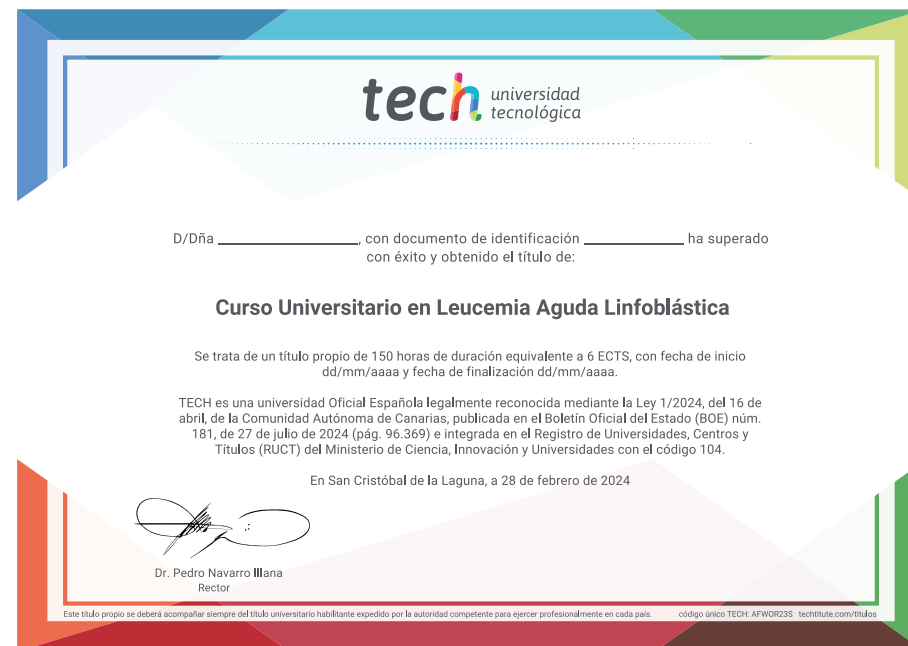 tech universidad
tecnológica
D/Dña ____________________, con documento de identificación ______________ ha superado
con éxito y obtenido el título de:
Curso Universitario en Leucemia Aguda Linfoblástica
Se trata de un título propio de 150 horas de duración equivalente a 6 ECTS, con fecha de inicio
dd/mm/aaaa y fecha de finalización dd/mm/aaaa.
TECH es una universidad Oficial Española legalmente reconocida mediante la Ley 1/2024, del 16 de
abril, de la Comunidad Autónoma de Canarias, publicada en el Boletín Oficial del Estado (BOE) núm.
181, de 27 de julio de 2024 (pág. 96.369) e integrada en el Registro de Universidades, Centros y
Títulos (RUCT) del Ministerio de Ciencia, Innovación y Universidades con el código 104.
En San Cristóbal de la Laguna, a 28 de febrero de 2024
Dr. Pedro Navarro Illana
Rector
Este título propio se deberá acompañar siempre del título universitario habilitante expedido por la autoridad competente para ejercer profesionalmente en cada país. código único TECH: AFWOR23S techtitute.com/titulos